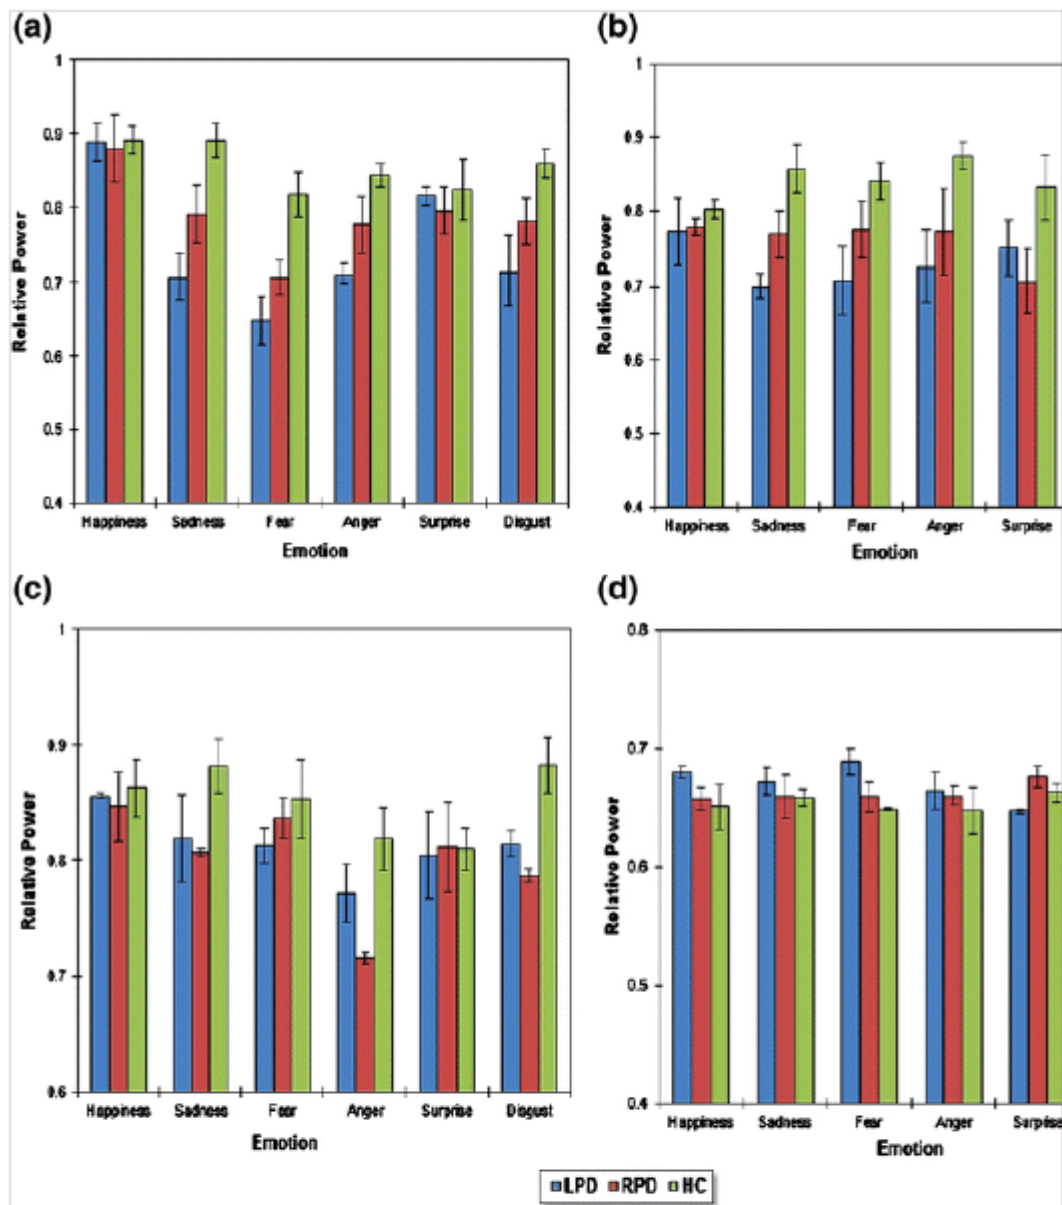 (a)
1
0.9
0.8
0.7
0.6
0.5
0.4
Relative Power
Happiness Sadness Fear Anger Surprise Disgust
Emotion
(b)
1
0.9
0.8
0.7
0.6
0.5
0.4
Relative Power
Happiness Sadness Fear Anger Surprise
Emotion
(c)
1
0.9
0.8
0.7
0.6
Relative Power
Happiness Sadness Fear Anger Surprise Disgust
Emotion
(d)
0.8
0.7
0.6
0.5
0.4
Relative Power
Happiness Sadness Fear Anger Surprise
Emotion
LPD RPD HC